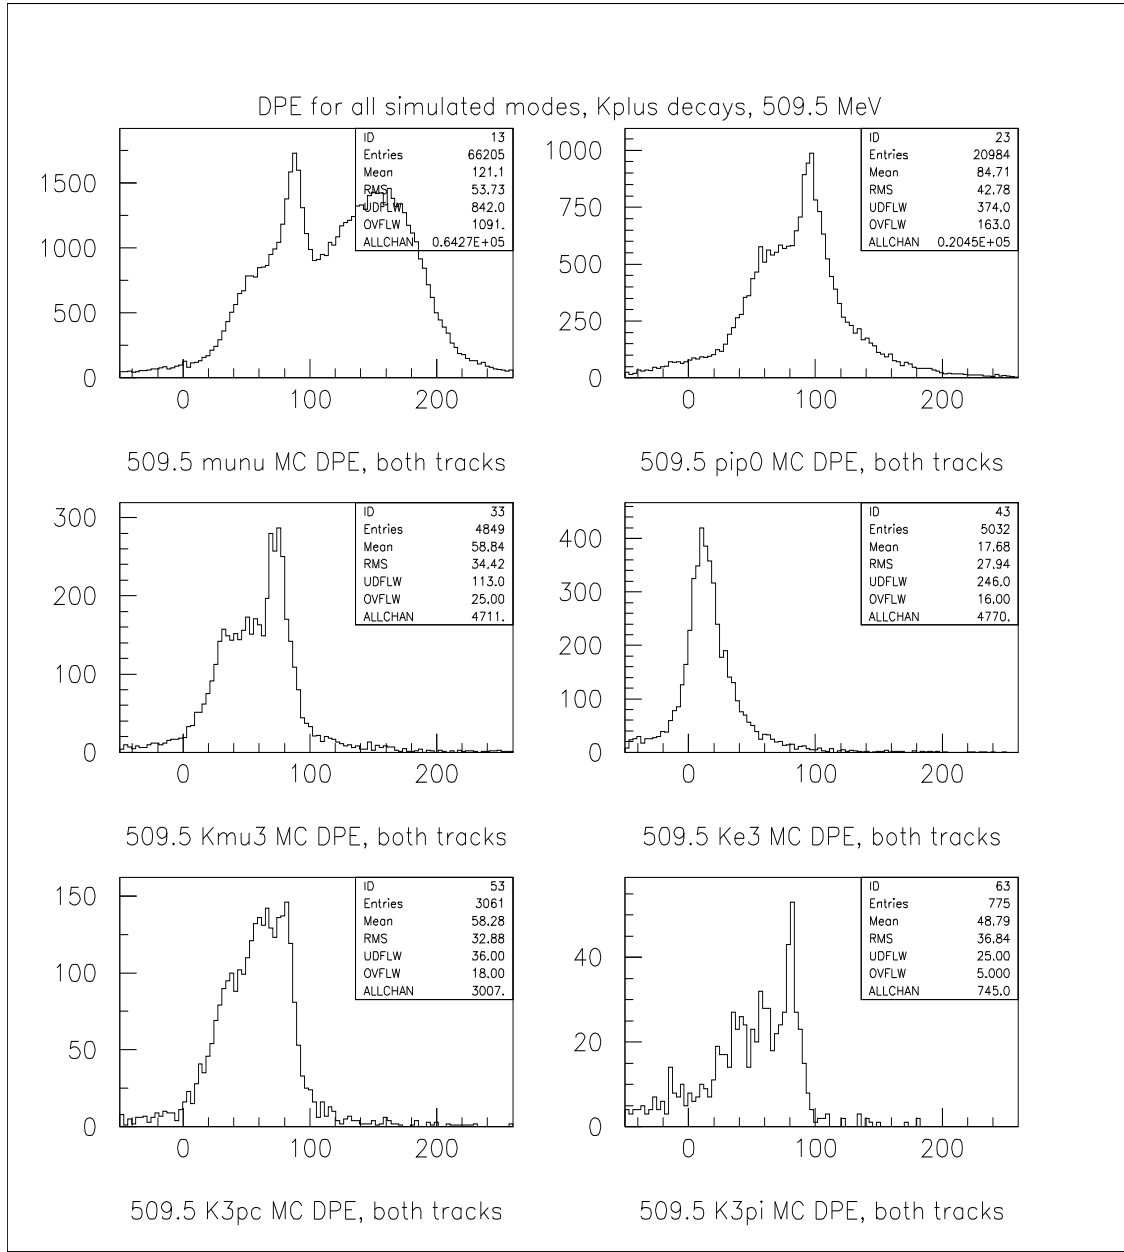 DPE for all simulated modes, Kplus decays, 509.5 MeV
ID 13
Entries 66205
Mean 121.1
RMS 53.73
UDFLW 842.0
OVFLW 1091.
ALLCHAN 0.6427E+05
1500
1000
500
0
0 100 200
509.5 munu MC DPE, both tracks
ID 23
Entries 20984
Mean 84.71
RMS 42.78
UDFLW 374.0
OVFLW 163.0
ALLCHAN 0.2045E+05
1000
750
500
250
0
0 100 200
509.5 pip0 MC DPE, both tracks
ID 33
Entries 4849
Mean 58.84
RMS 34.42
UDFLW 113.0
OVFLW 25.00
ALLCHAN 4711.
300
200
100
0
0 100 200
509.5 Kmu3 MC DPE, both tracks
ID 43
Entries 5032
Mean 17.68
RMS 27.94
UDFLW 246.0
OVFLW 16.00
ALLCHAN 4770.
400
300
200
100
0
0 100 200
509.5 Ke3 MC DPE, both tracks
ID 53
Entries 3061
Mean 58.28
RMS 32.88
UDFLW 36.00
OVFLW 18.00
ALLCHAN 3007.
150
100
50
0
0 100 200
509.5 K3pc MC DPE, both tracks
ID 63
Entries 775
Mean 48.79
RMS 36.84
UDFLW 25.00
OVFLW 5.000
ALLCHAN 745.0
40
20
0
0 100 200
509.5 K3pi MC DPE, both tracks